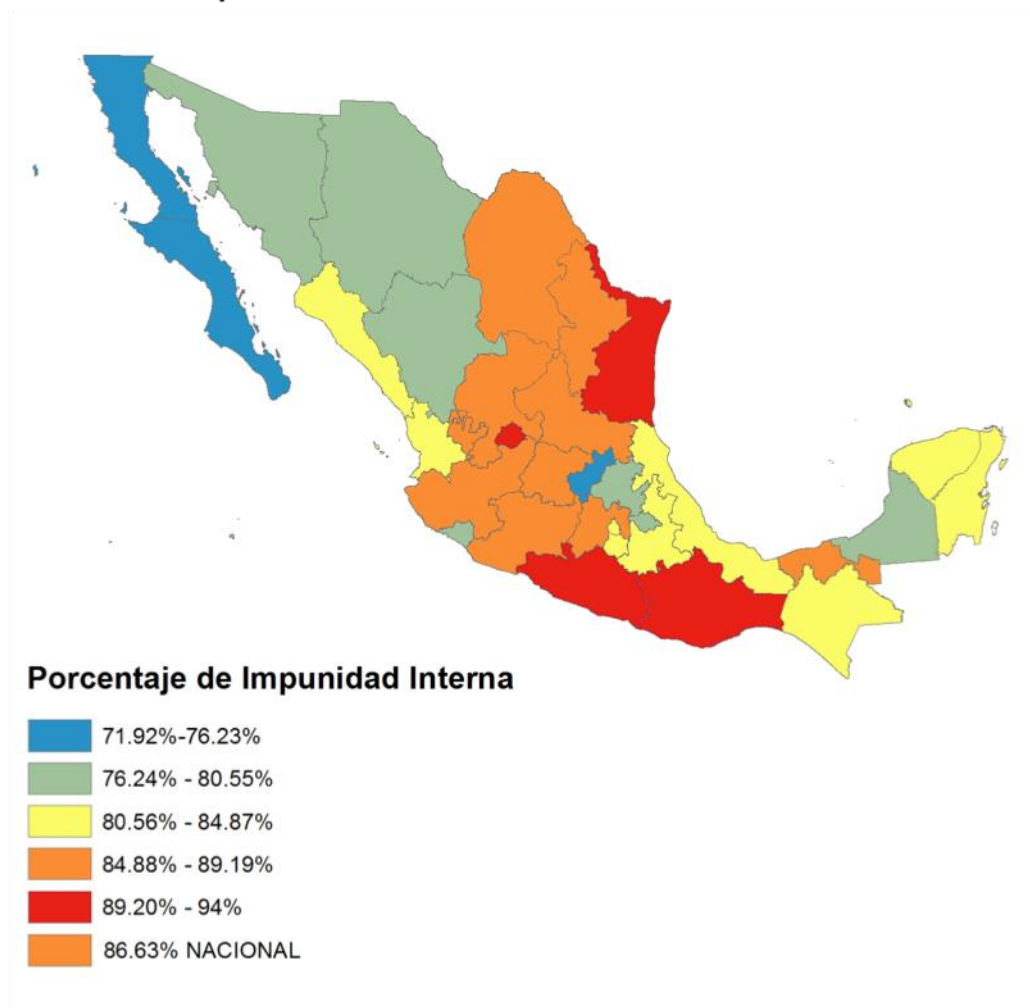 Porcentaje de Impunidad Interna
71.92%-76.23%
76.24% - 80.55%
80.56% - 84.87%
84.88% - 89.19%
89.20% - 94%
86.63% NACIONAL